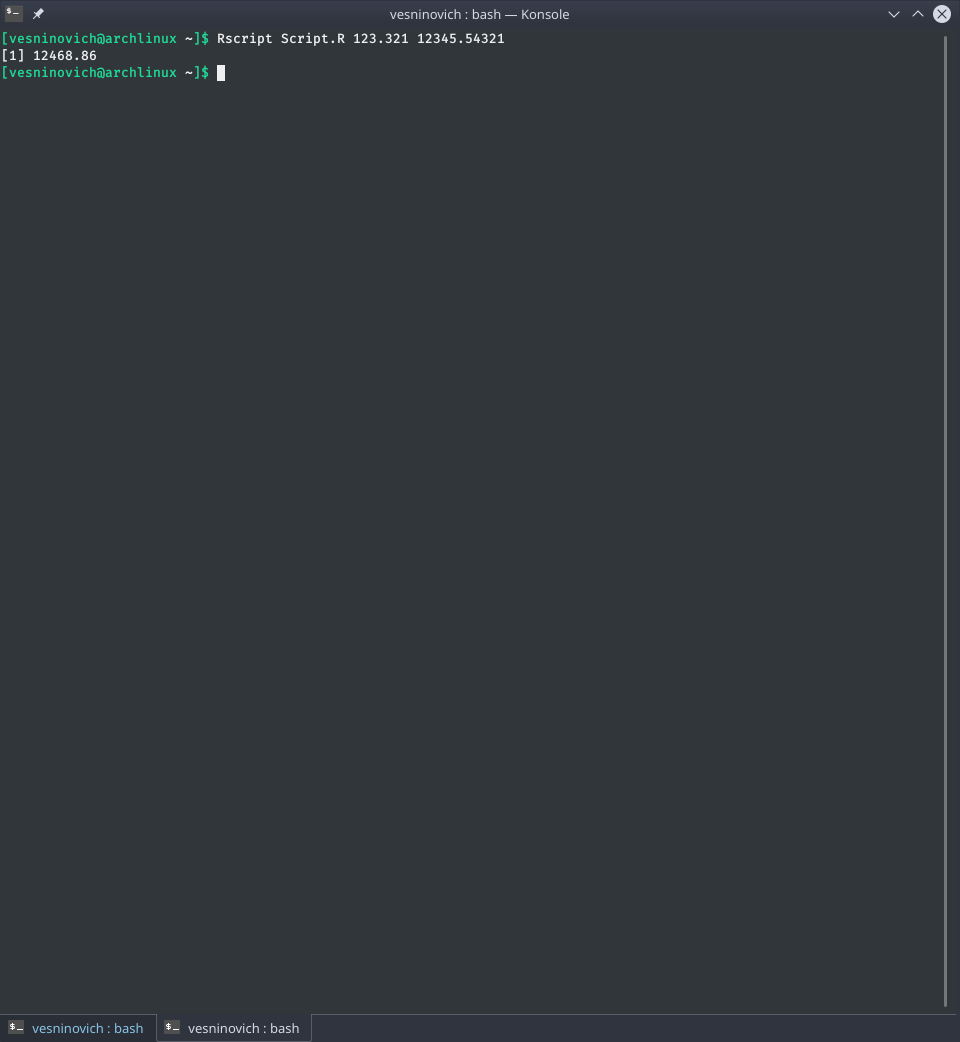 vesninovich : bash — Konsole
[vesninovich@archlinux ~]$ Rscript Script.R 123.321 12345.54321
[1] 12468.86
[vesninovich@archlinux ~]$
vesninovich : bash
vesninovich : bash